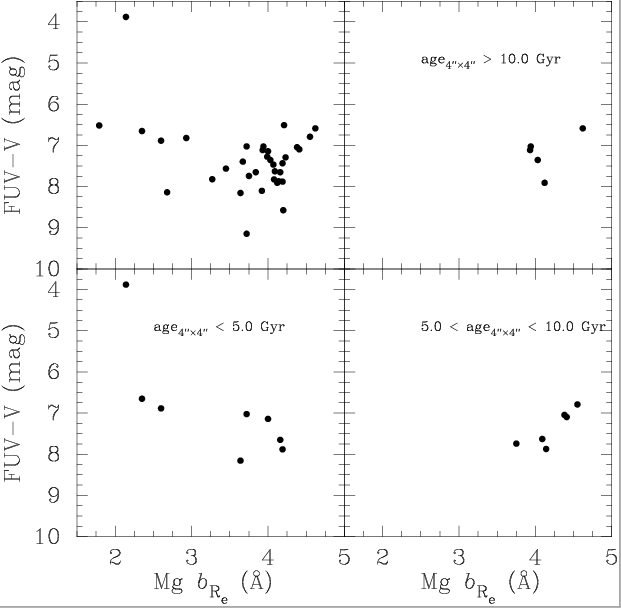 4
5
6
7
8
9
10
FUV−V (mag)
age4″×4″ > 10.0 Gyr
4
5
6
7
8
9
10
FUV−V (mag)
age4″×4″ < 5.0 Gyr
5.0 < age4″×4″ < 10.0 Gyr
2 3 4 5 2 3 4 5
Mg bRe (Å) Mg bRe (Å)